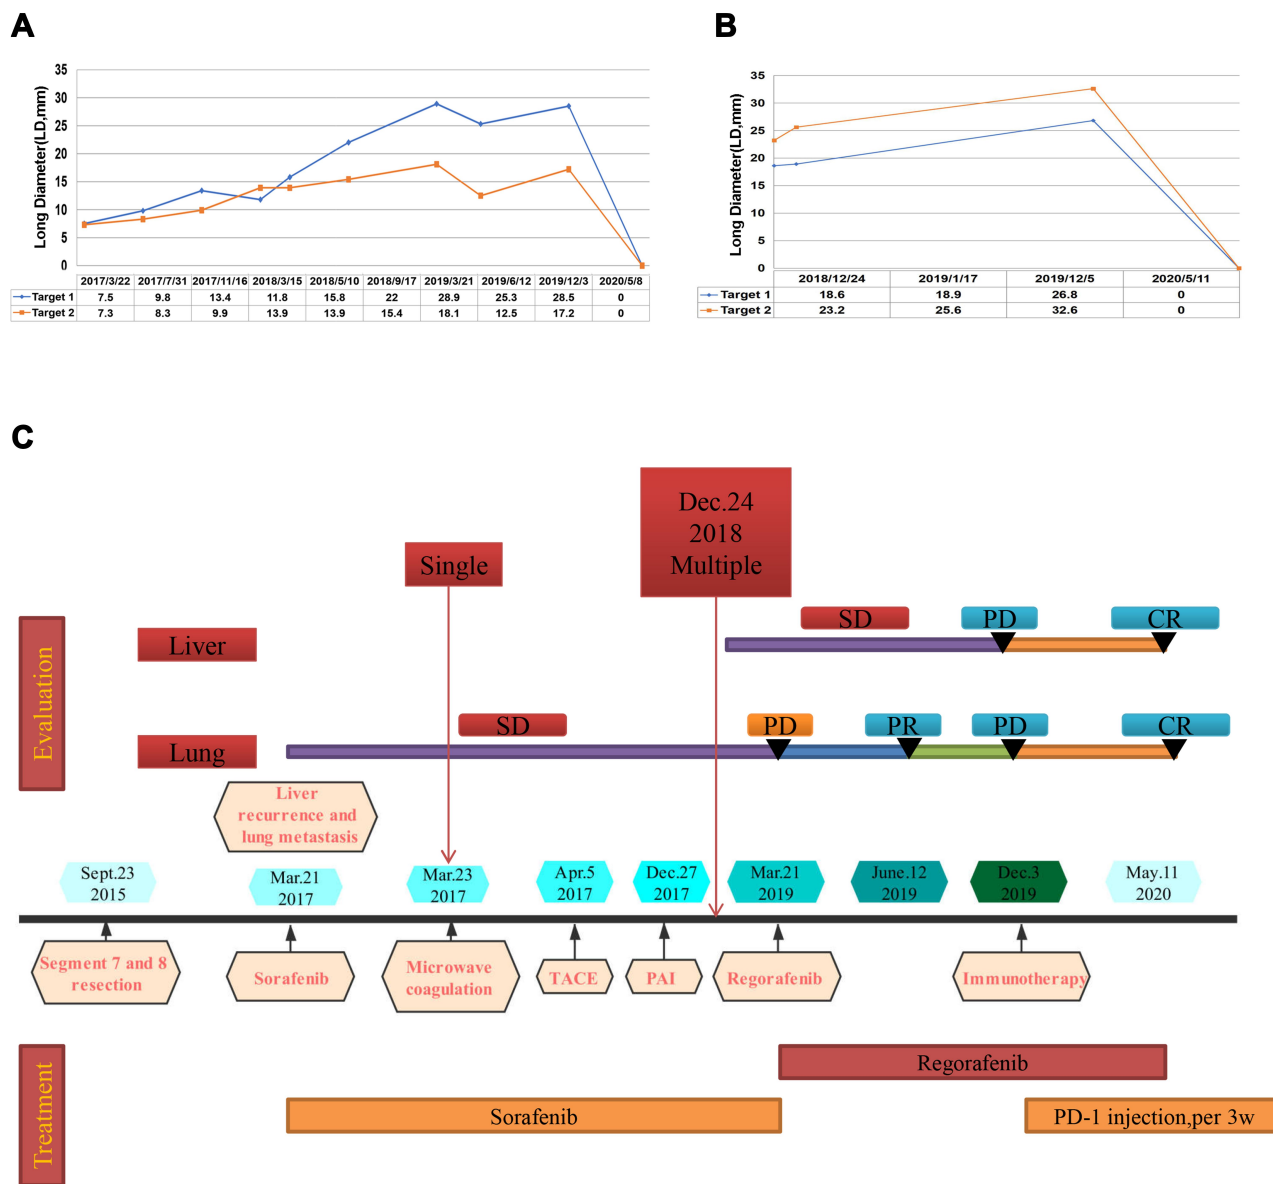 A
35
30
25
20
15
10
5
0
Long Diameter(LD,mm)
2017/3/22 2017/7/31 2017/11/16 2018/3/15 2018/5/10 2018/9/17 2019/3/21 2019/6/12 2019/12/3 2020/5/8
Target 1 7.5 9.8 13.4 11.8 15.8 22 28.9 25.3 28.5 0
Target 2 7.3 8.3 9.9 13.9 13.9 15.4 18.1 12.5 17.2 0
B
35
30
25
20
15
10
5
0
Long Diameter(LD,mm)
2018/12/24 2019/1/17 2019/12/5 2020/5/11
Target 1 18.6 18.9 26.8 0
Target 2 23.2 25.6 32.6 0
C
Dec.24
2018
Multiple
Single
Evaluation
SD PD CR
Liver
SD PD PR PD CR
Lung
Liver
recurrence and
lung metastasis
Sept.23
2015
Mar.21
2017
Mar.23
2017
Apr.5
2017
Dec.27
2017
Mar.21
2019
June.12
2019
Dec.3
2019
May.11
2020
Segment 7 and 8
resection
Sorafenib
Microwave
coagulation
TACE
PAI
Regorafenib
Immunotherapy
Treatment
Regorafenib
Sorafenib
PD-1 injection,per 3w